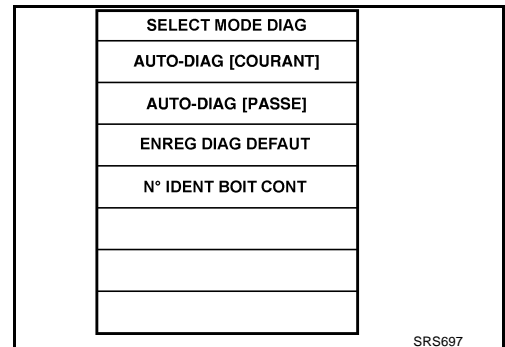 SELECT MODE DIAG
AUTO-DIAG [COURANT]
AUTO-DIAG [PASSE]
ENREG DIAG DEFAUT
N° IDENT BOIT CONT
SRS697